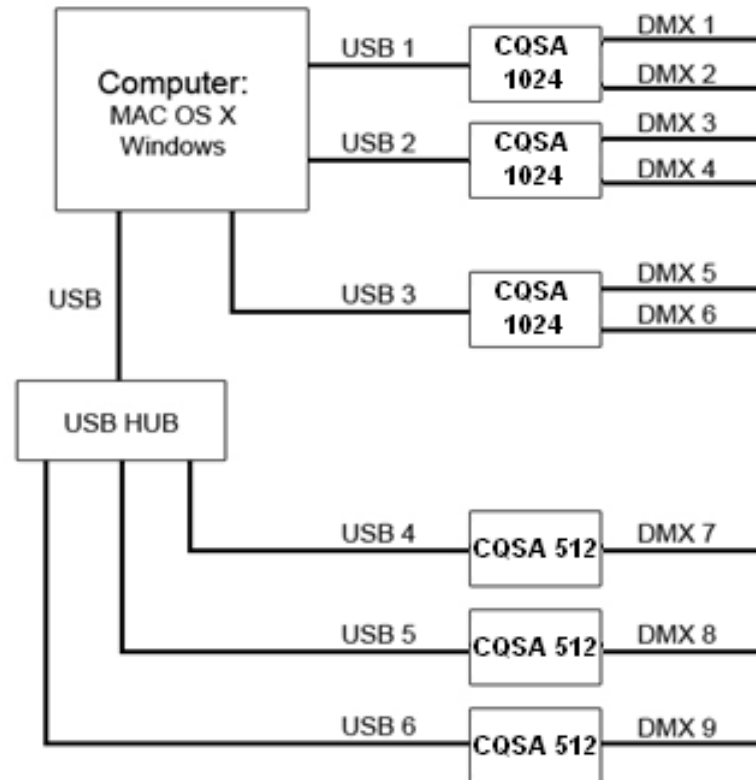 Computer:
MAC OS X
Windows
USB 1
CQSA
1024
DMX 1
DMX 2
USB 2
CQSA
1024
DMX 3
DMX 4
USB
USB 3
CQSA
1024
DMX 5
DMX 6
USB HUB
USB 4
CQSA 512
DMX 7
USB 5
CQSA 512
DMX 8
USB 6
CQSA 512
DMX 9